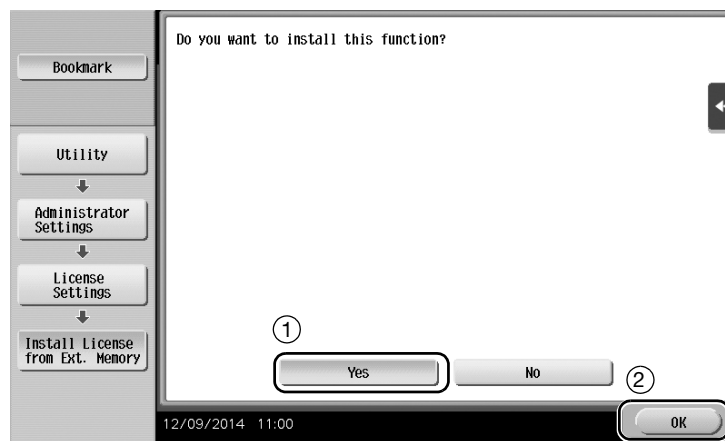 Do you want to install this function?
Bookmark
Utility
Administrator
Settings
License
Settings
Install License
from Ext. Memory
1
Yes
No
2
12/09/2014 11:00
OK